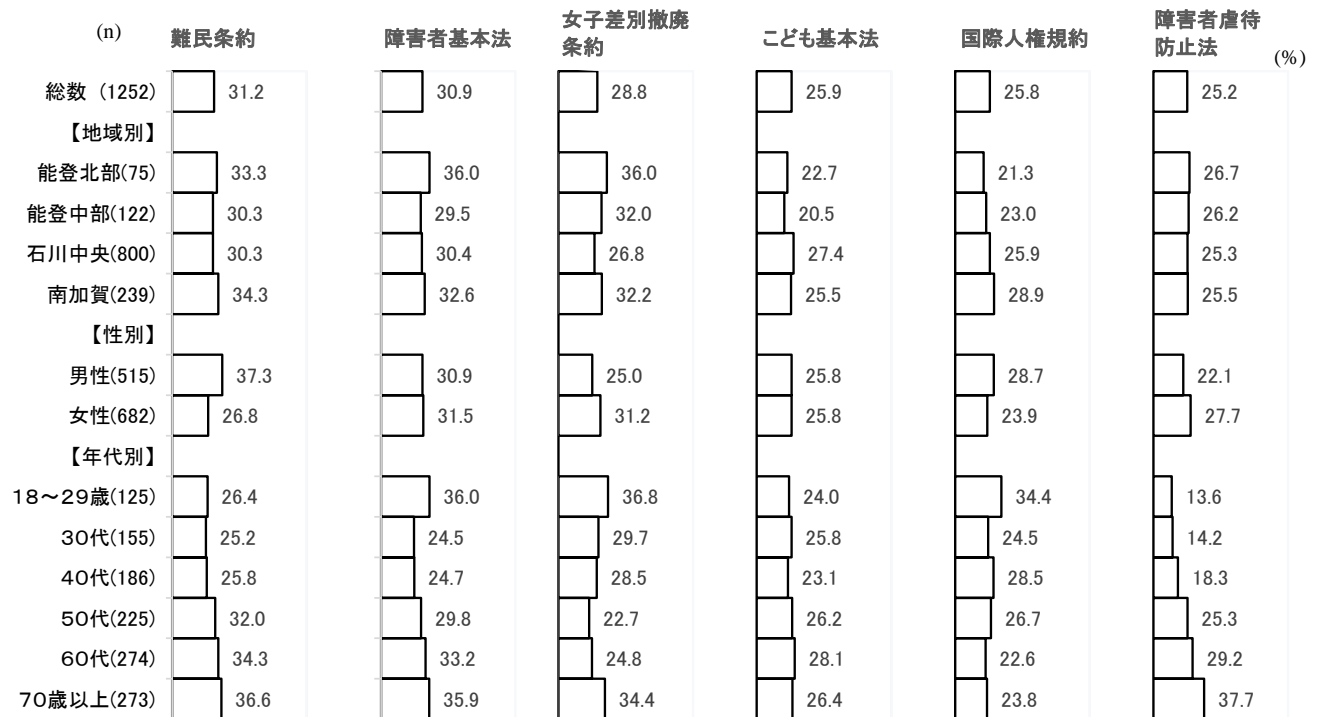 (n) 難民条約 障害者基本法 女子差別撤廃条約 こども基本法 国際人権規約 障害者虐待防止法 (%)
総数 (1252) 31.2 30.9 28.8 25.9 25.8 25.2
【地域別】
能登北部(75) 33.3 36.0 36.0 22.7 21.3 26.7
能登中部(122) 30.3 29.5 32.0 20.5 23.0 26.2
石川中央(800) 30.3 30.4 26.8 27.4 25.9 25.3
南加賀(239) 34.3 32.6 32.2 25.5 28.9 25.5
【性別】
男性(515) 37.3 30.9 25.0 25.8 28.7 22.1
女性(682) 26.8 31.5 31.2 25.8 23.9 27.7
【年代別】
18～29歳(125) 26.4 36.0 36.8 24.0 34.4 13.6
30代(155) 25.2 24.5 29.7 25.8 24.5 14.2
40代(186) 25.8 24.7 28.5 23.1 28.5 18.3
50代(225) 32.0 29.8 22.7 26.2 26.7 25.3
60代(274) 34.3 33.2 24.8 28.1 22.6 29.2
70歳以上(273) 36.6 35.9 34.4 26.4 23.8 37.7